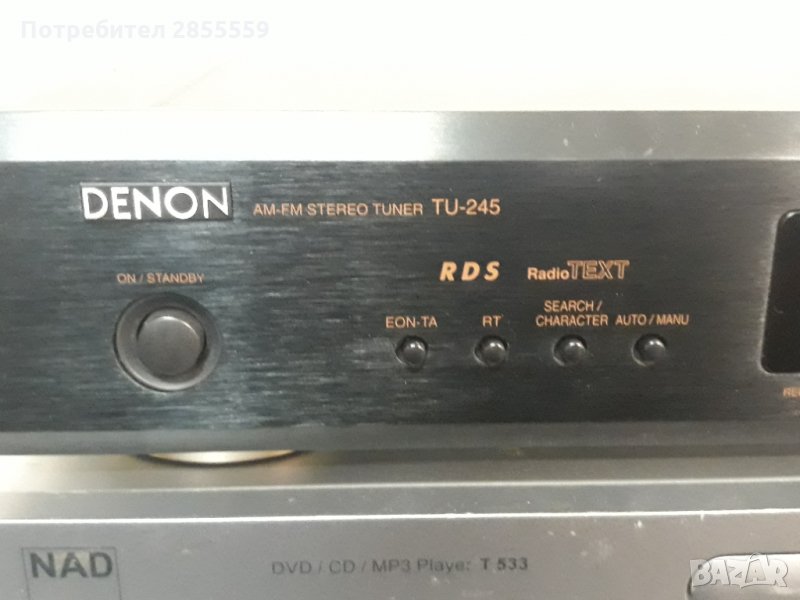 Потребител 2855559
DENON AM-FM STEREO TUNER TU-245
ON / STANDBY
RDS RadioTEXT
EON•TA RT SEARCH / CHARACTER AUTO / MANU
NAD DVD / CD / MP3 Player T 533
BAZAR